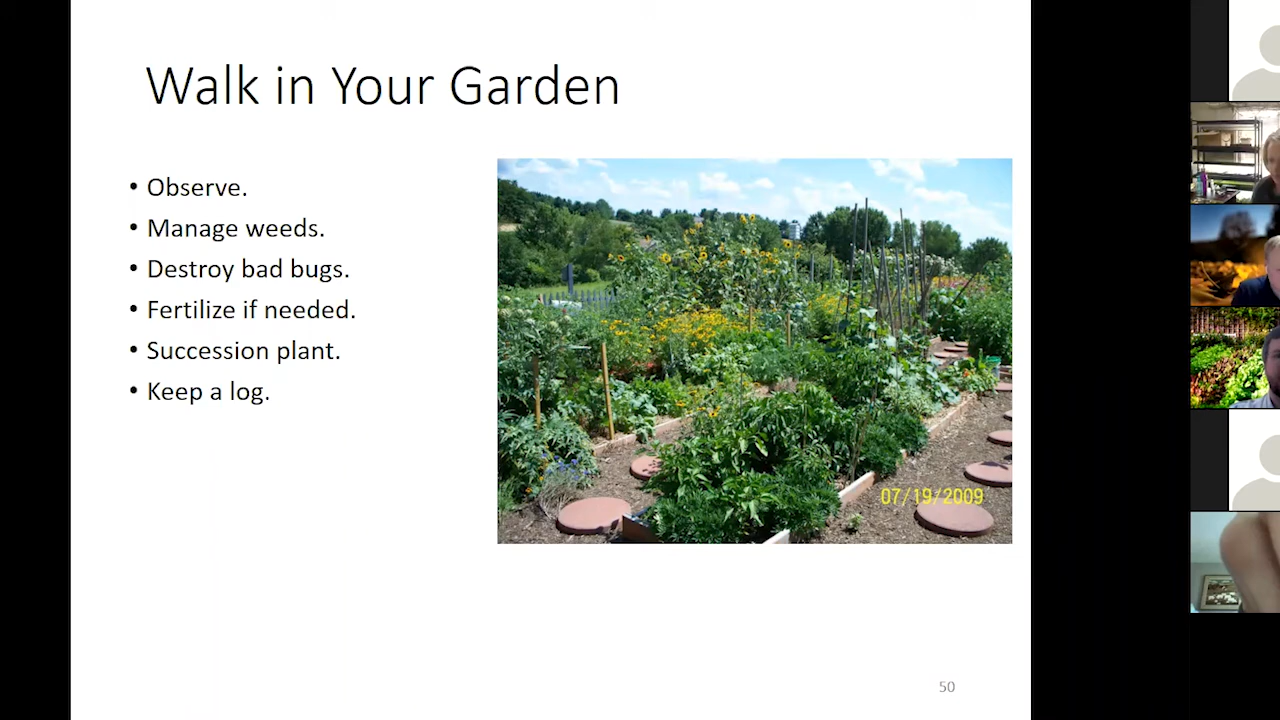 Walk in Your Garden
• Observe.
• Manage weeds.
• Destroy bad bugs.
• Fertilize if needed.
• Succession plant.
• Keep a log.
07/19/2009
50